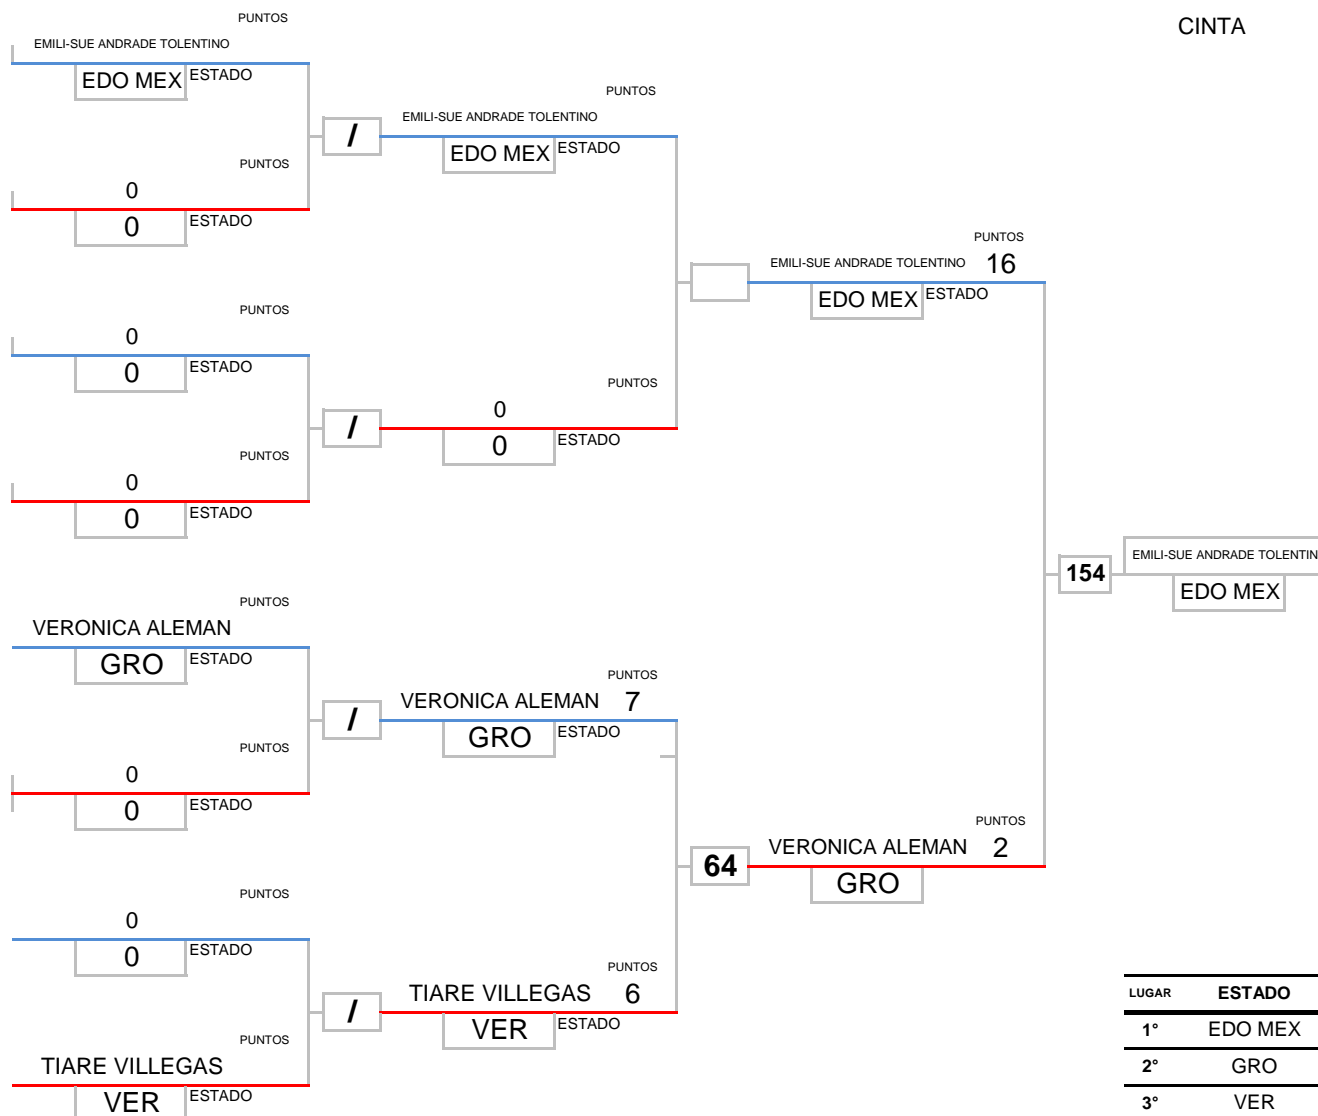 PUNTOS
CINTA
EMILI-SUE ANDRADE TOLENTINO
EDO MEX ESTADO
PUNTOS
/
EMILI-SUE ANDRADE TOLENTINO
EDO MEX ESTADO
PUNTOS
0
0 ESTADO
PUNTOS
EMILI-SUE ANDRADE TOLENTINO 16
EDO MEX ESTADO
PUNTOS
0
0 ESTADO
PUNTOS
/
0
0 ESTADO
PUNTOS
0
0 ESTADO
154
EMILI-SUE ANDRADE TOLENTIN
EDO MEX
PUNTOS
VERONICA ALEMAN
GRO ESTADO
PUNTOS
/
VERONICA ALEMAN 7
GRO ESTADO
PUNTOS
0
0 ESTADO
PUNTOS
64
VERONICA ALEMAN 2
GRO
PUNTOS
0
0 ESTADO
PUNTOS
/
TIARE VILLEGAS 6
VER ESTADO
PUNTOS
TIARE VILLEGAS
VER ESTADO
LUGAR ESTADO
1° EDO MEX
2° GRO
3° VER